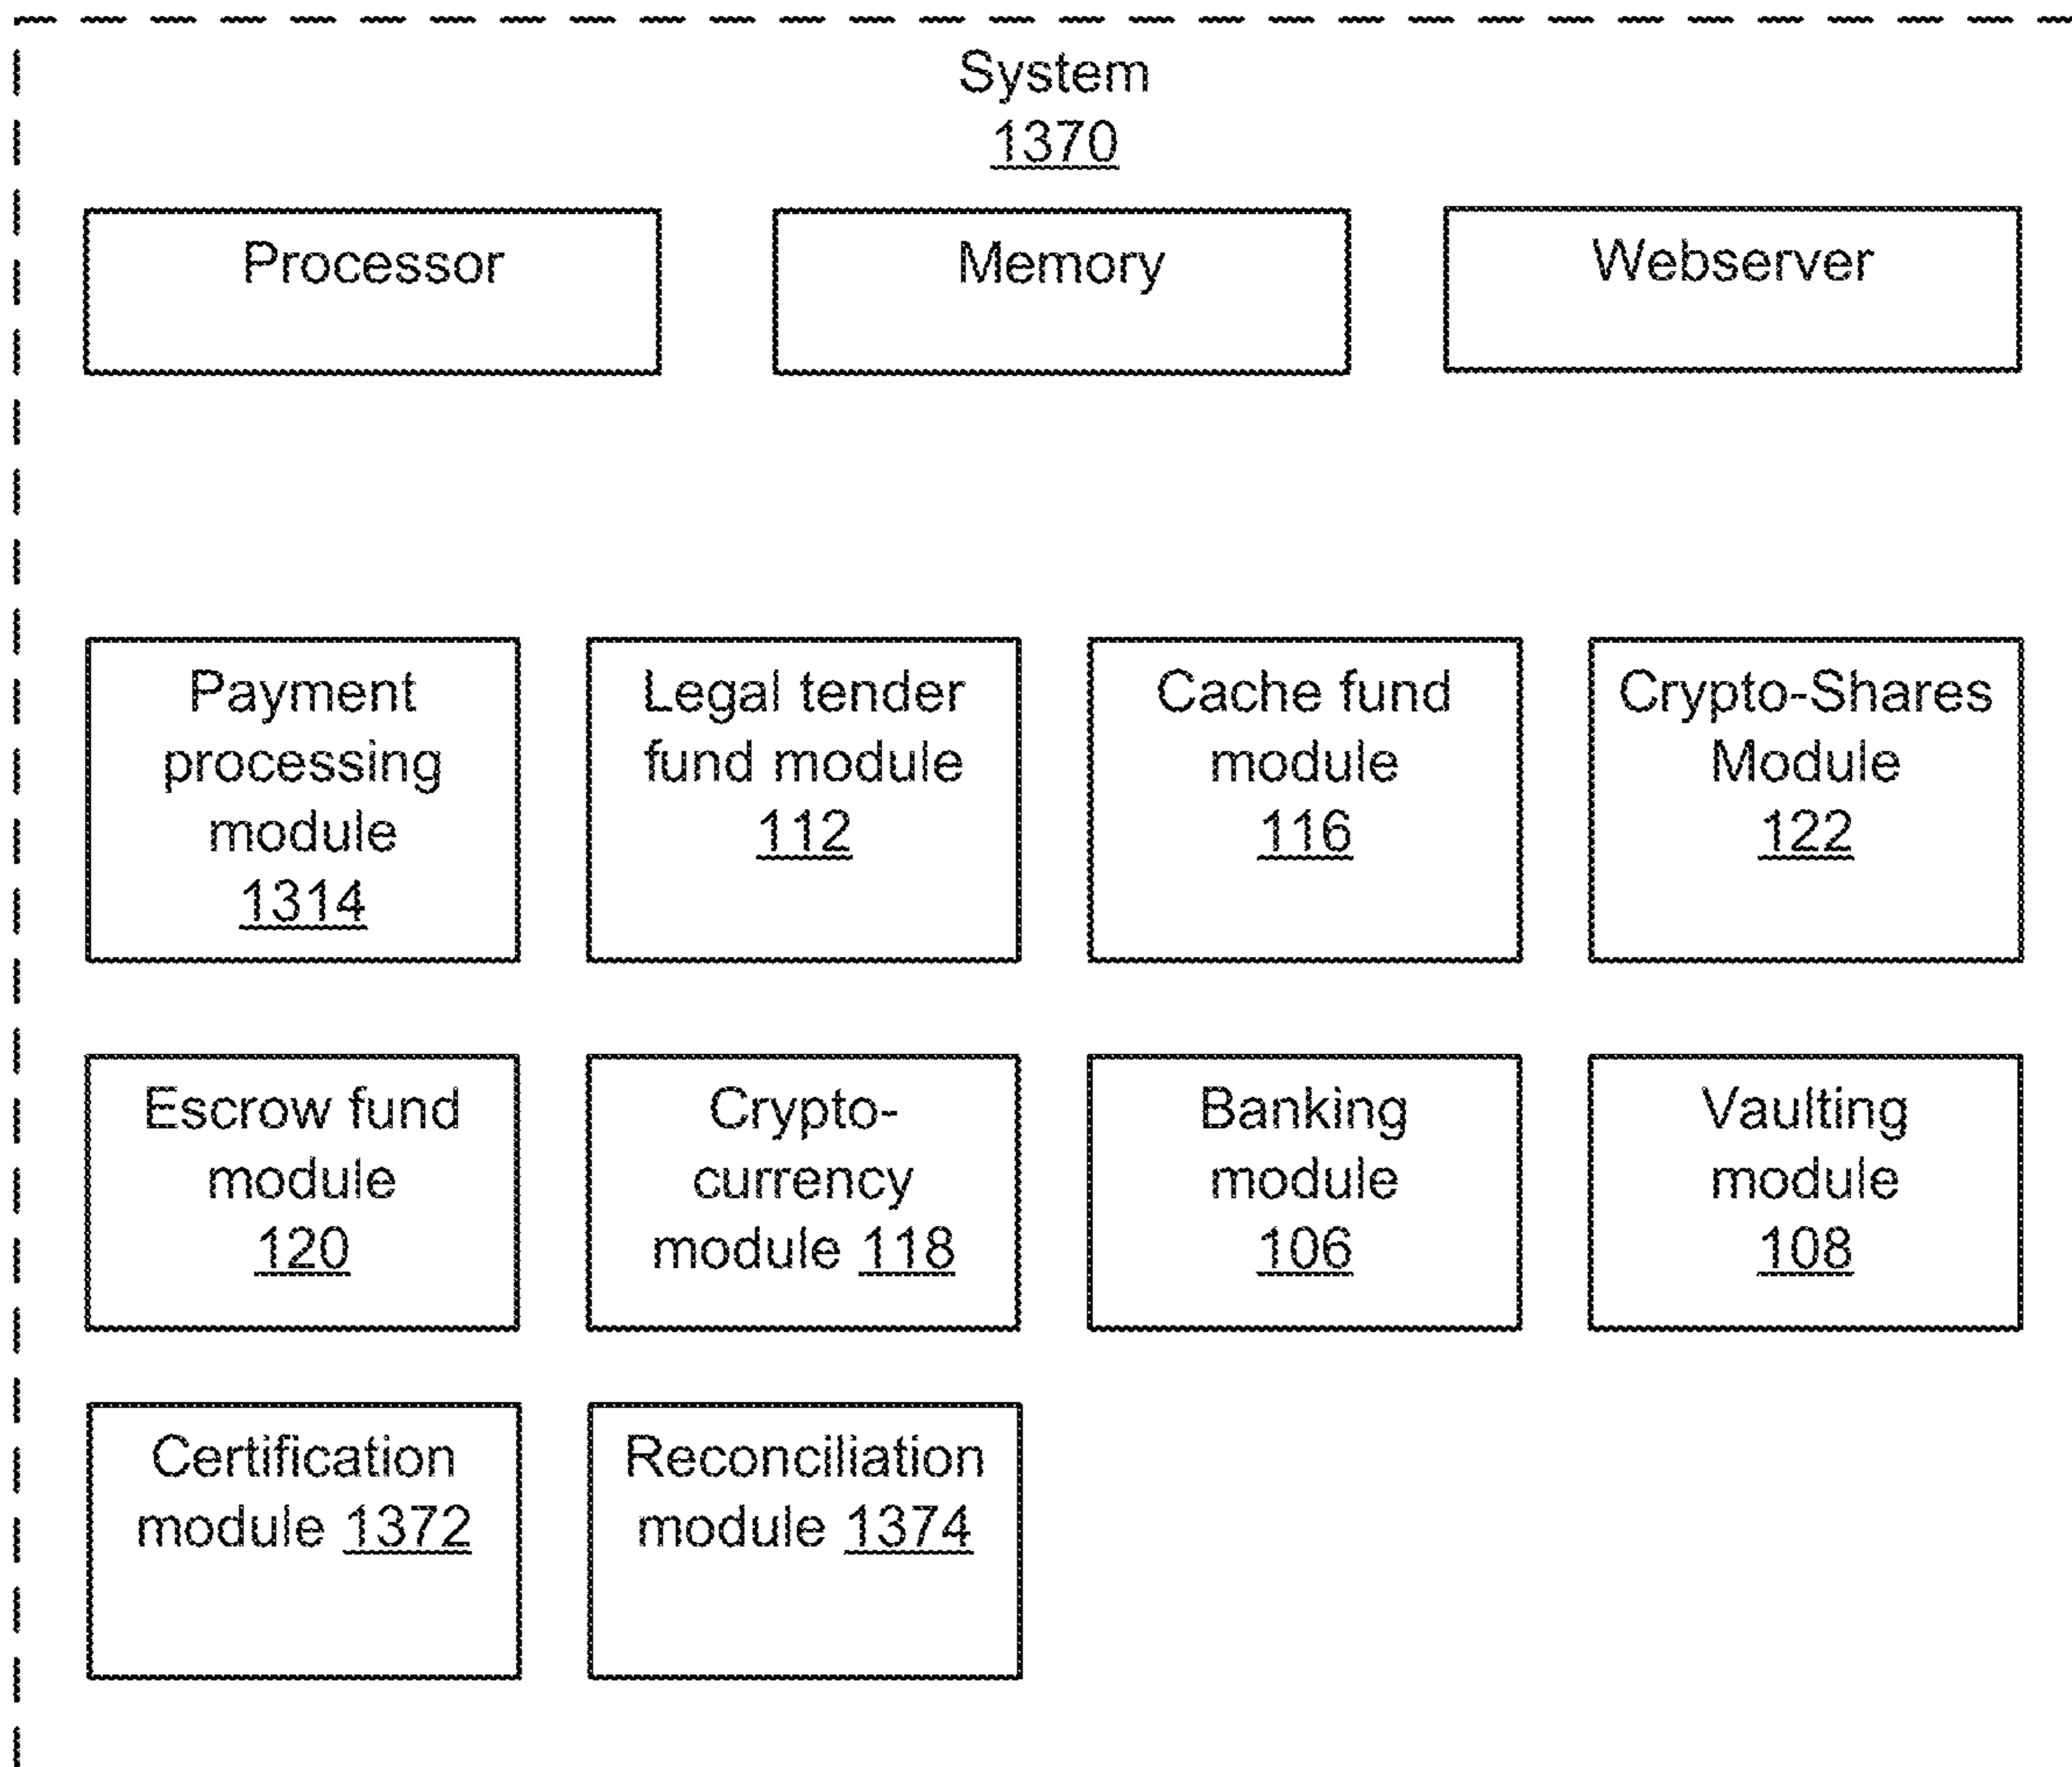 System
1370
Processor
Memory
Webserver
Payment
processing
module
1314
Legal tender
fund module
112
Cache fund
module
116
Crypto-Shares
Module
122
Escrow fund
module
120
Crypto-
currency
module 118
Banking
module
106
Vaulting
module
108
Certification
module 1372
Reconciliation
module 1374